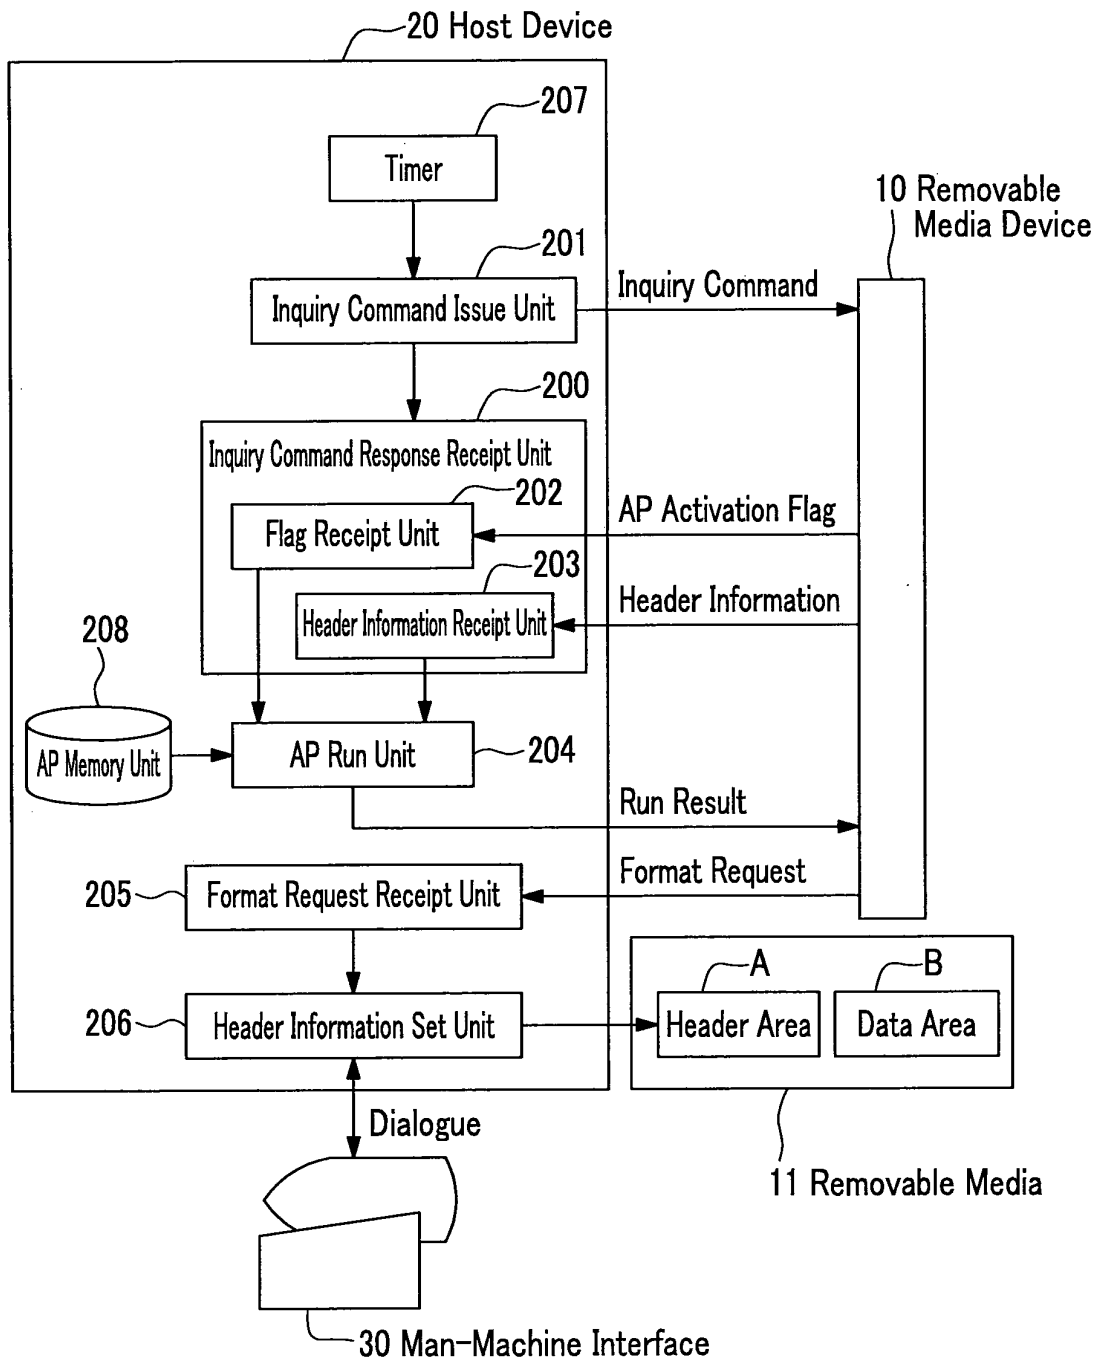 20 Host Device
207
Timer
10 Removable
Media Device
201
Inquiry Command Issue Unit
Inquiry Command
200
Inquiry Command Response Receipt Unit
202
Flag Receipt Unit
AP Activation Flag
203
Header Information Receipt Unit
Header Information
208
AP Memory Unit
AP Run Unit
204
Run Result
205
Format Request Receipt Unit
Format Request
A
B
206
Header Information Set Unit
Header Area
Data Area
Dialogue
11 Removable Media
30 Man-Machine Interface